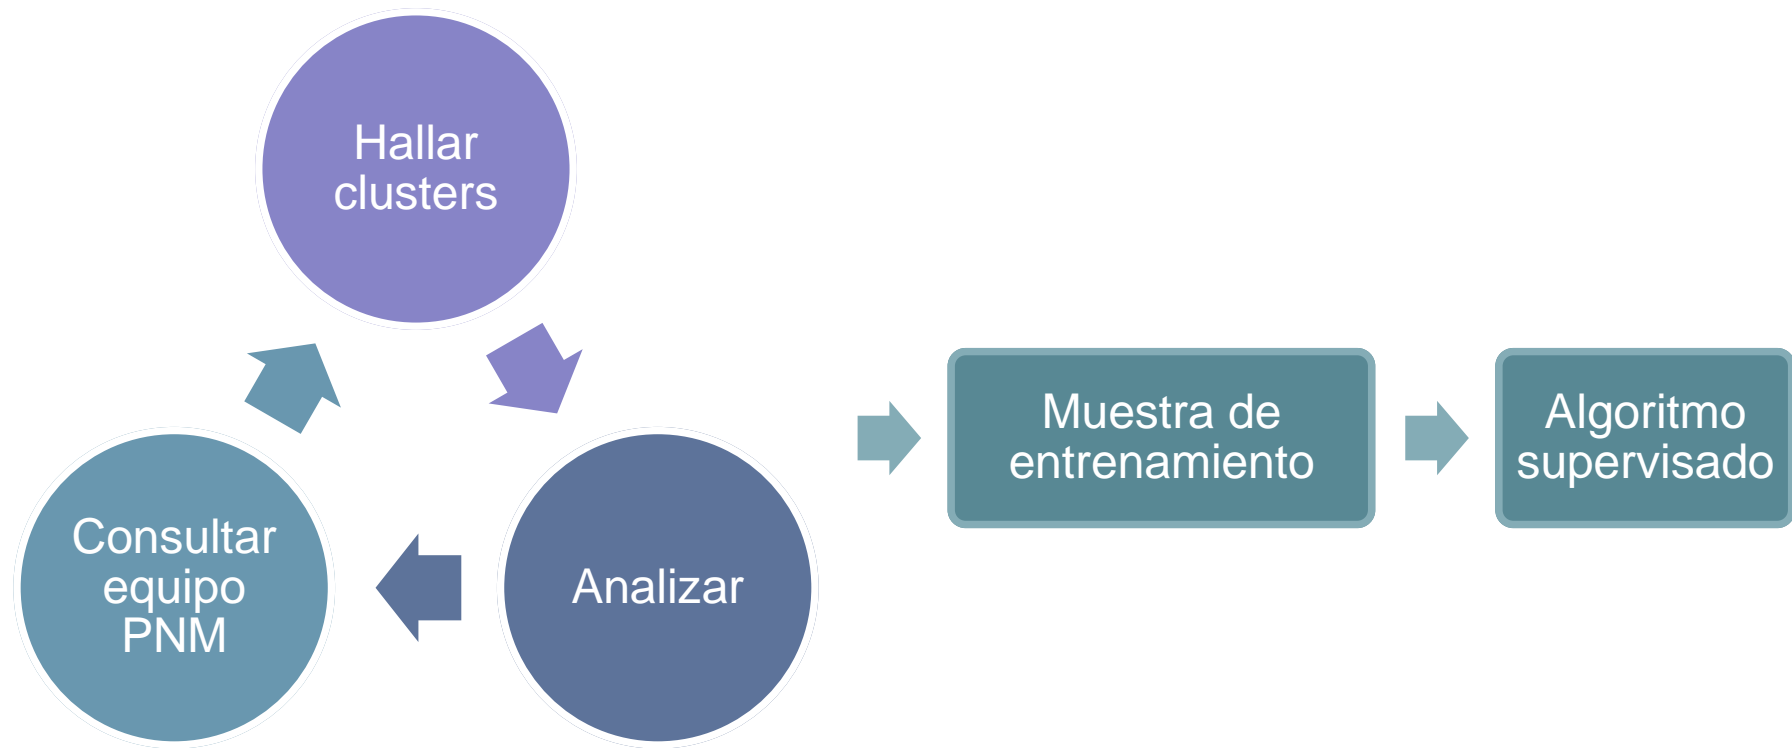 Hallar
clusters
Analizar
Consultar
equipo
PNM
Muestra de
entrenamiento
Algoritmo
supervisado